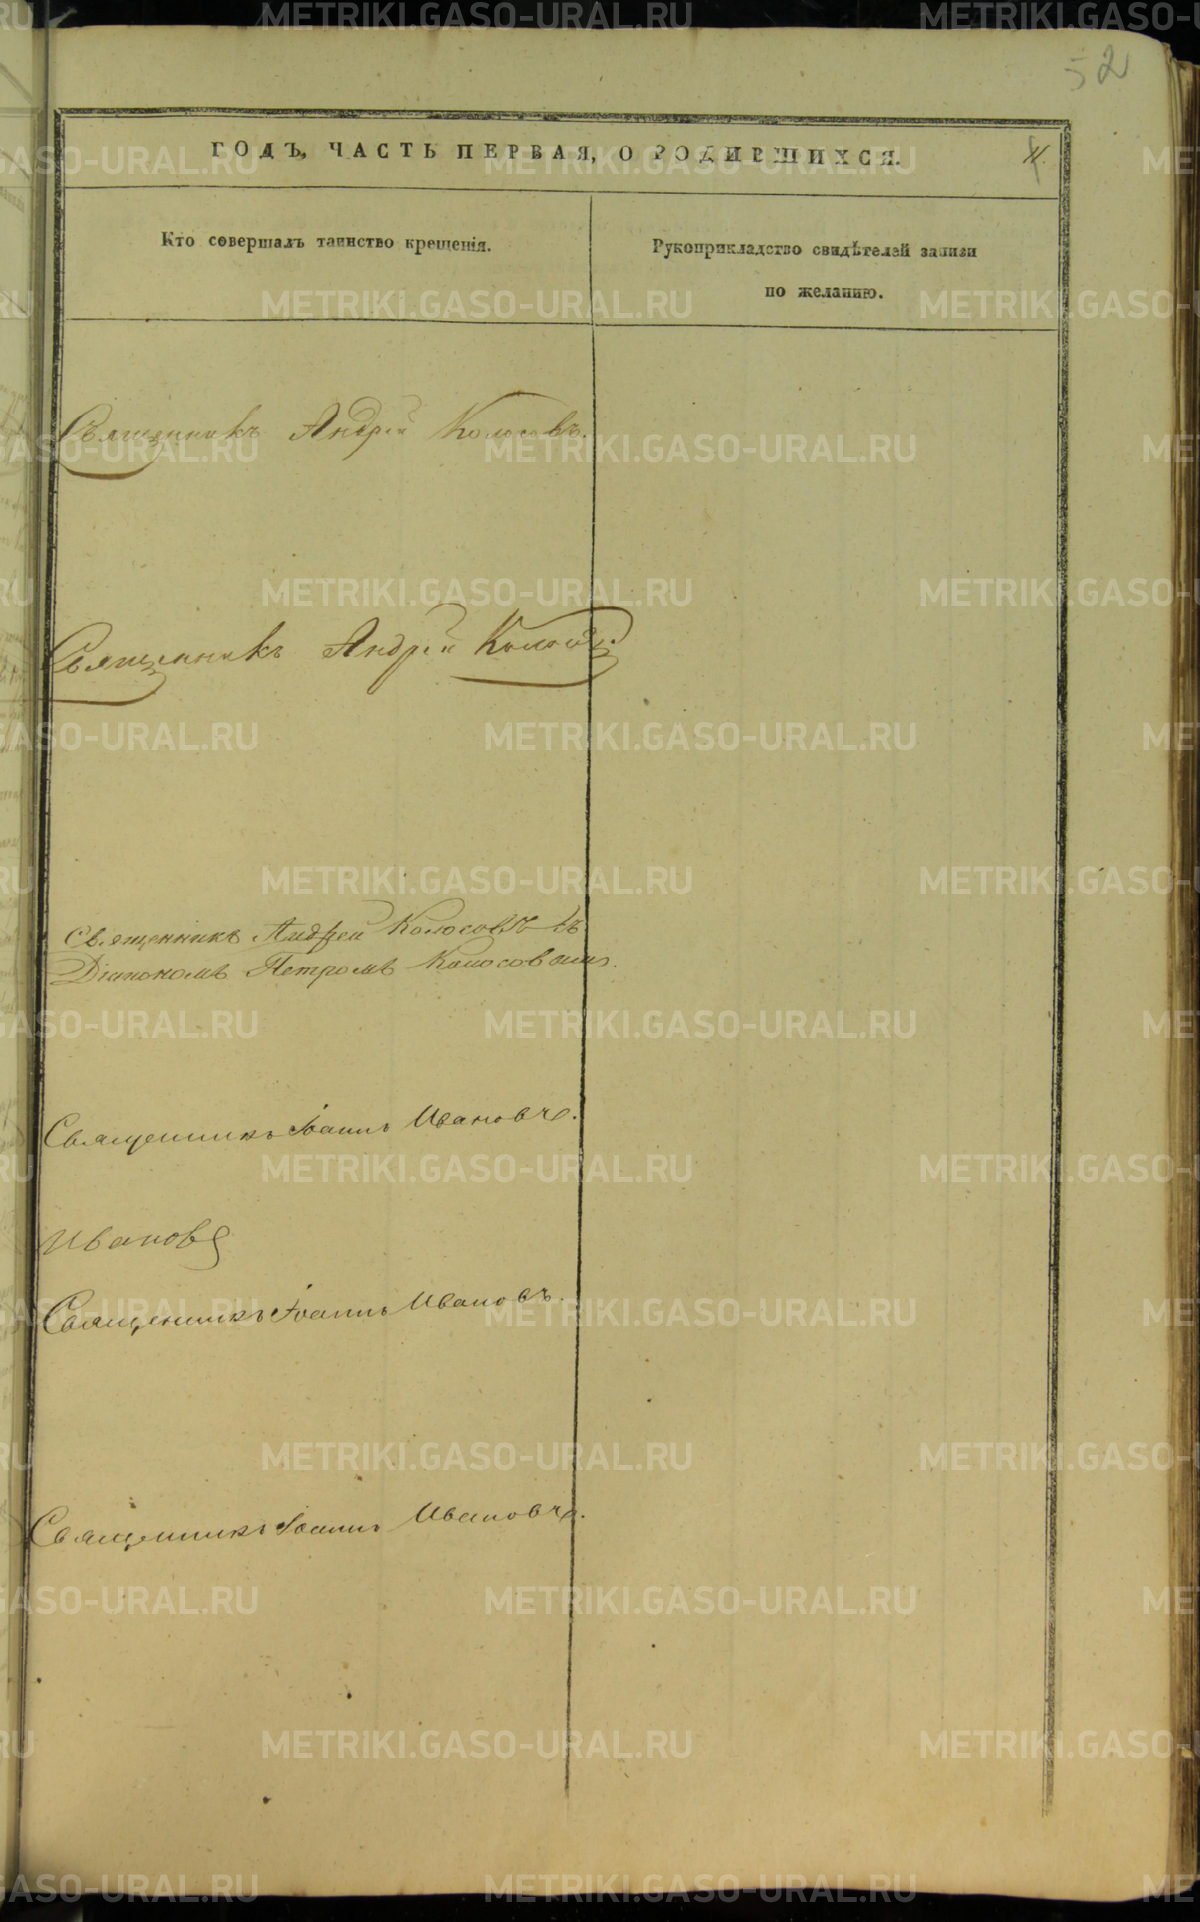 52
ГОДЪ, ЧАСТЬ ПЕРВАЯ, О РОДИВШИХСЯ.
Кто совершалъ таинство крещенія.
Рукоприкладство свидѣтелей записи
по желанію.
Священникъ Андрей Колосовъ.
Священникъ Андрей Колосовъ
Священникъ Андрей Колосовъ съ
Діакономъ Петромъ Колосовымъ.
Священникъ Іоаннъ Ивановъ.
Ивановъ
Священникъ Іоаннъ Ивановъ.
Священникъ Іоаннъ Ивановъ.
METRIKI.GASO-URAL.RU